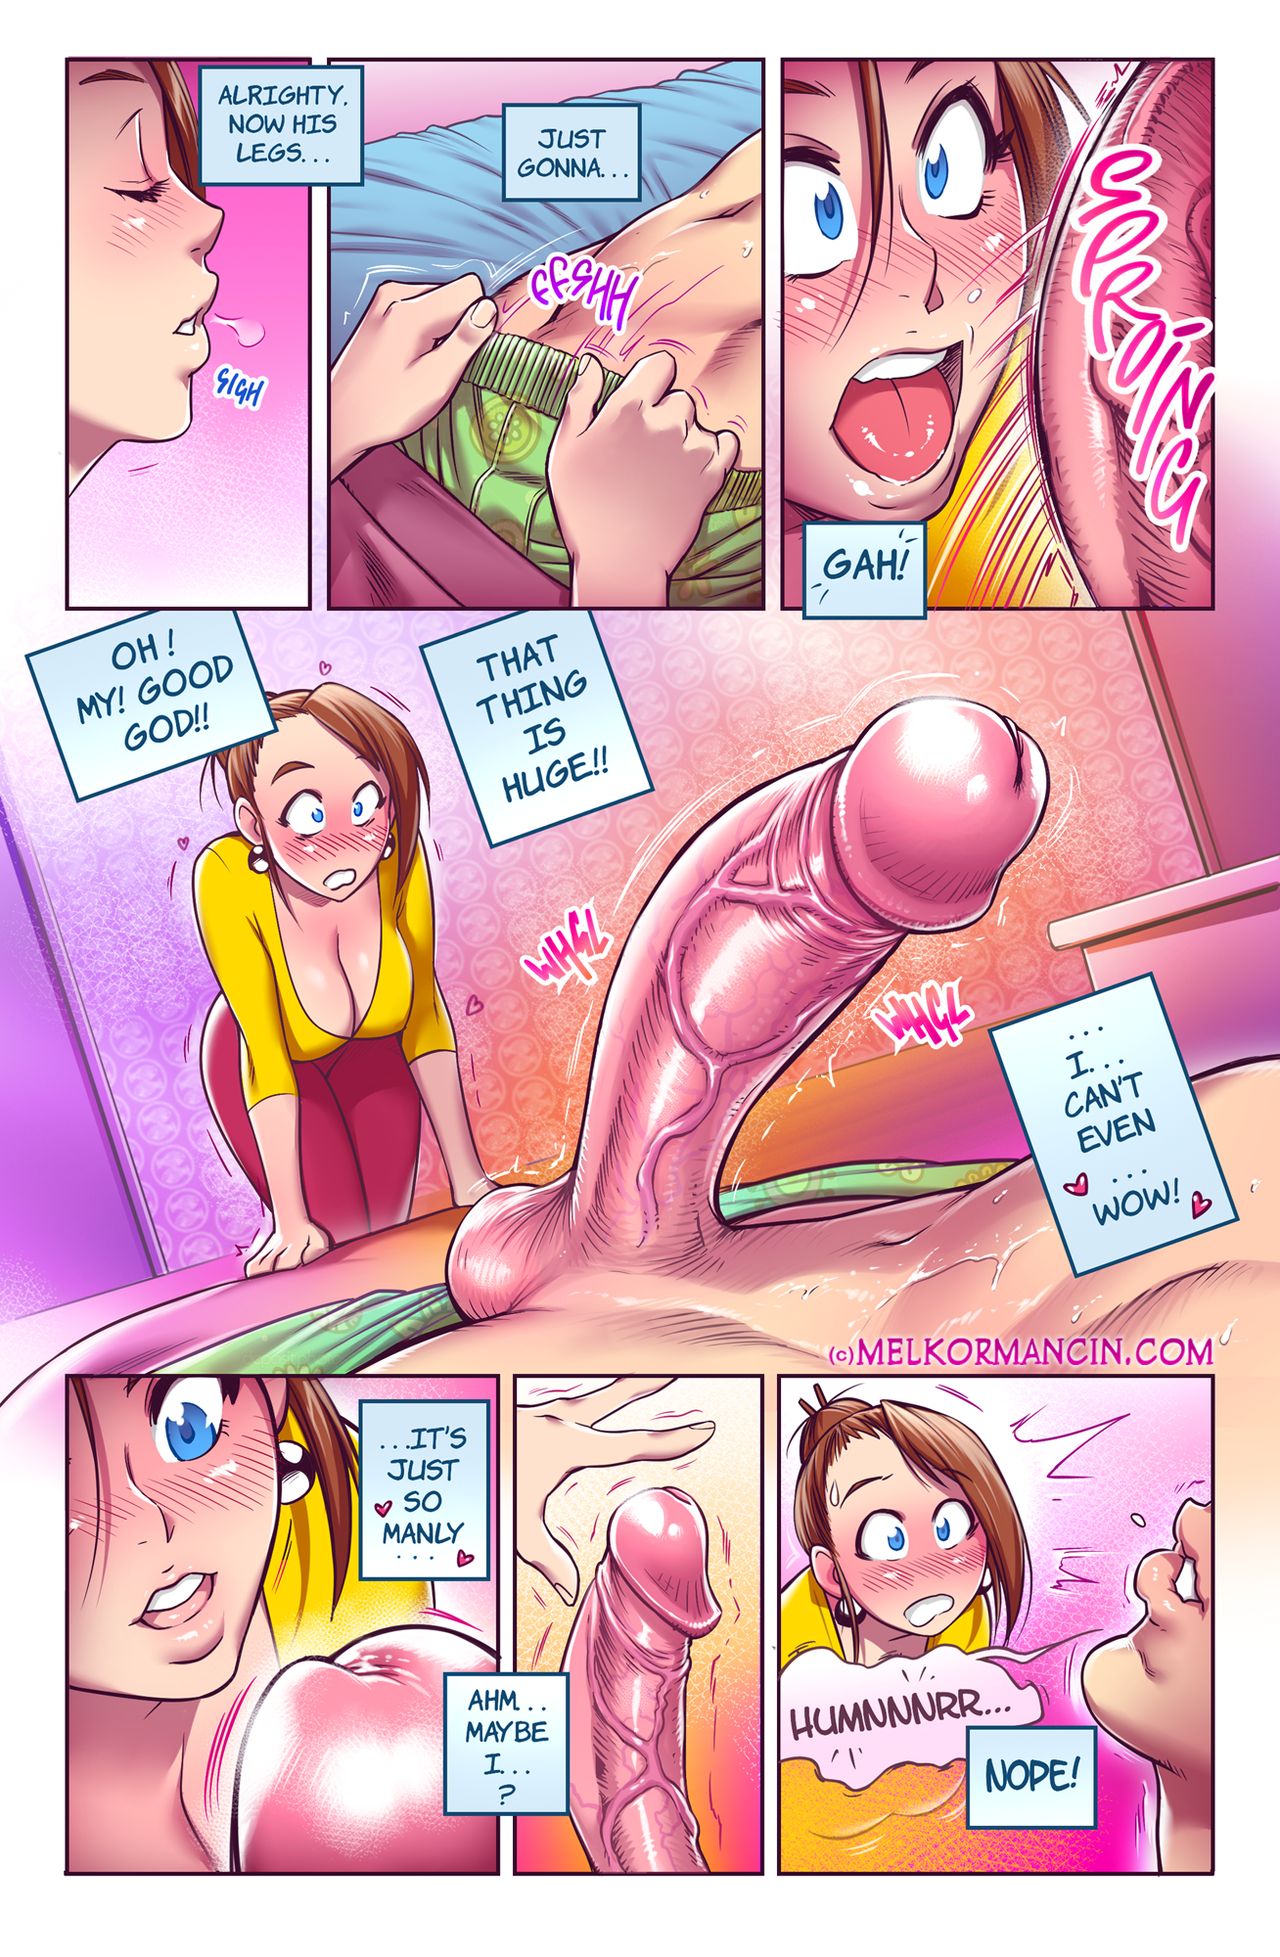 ALRIGHTY.
NOW HIS
LEGS...
SIGH
JUST
GONNA...
FFSHH
SPROING
GAH!
OH!
MY! GOOD
GOD!!
THAT
THING
IS
HUGE!!
WHGL
WHGL
...
I...
CAN'T
EVEN
...
WOW!
(C)MELKORMANCIN.COM
...IT'S
JUST
SO
MANLY
...
AHM...
MAYBE
I...
?
HUMNNNRR...
NOPE!